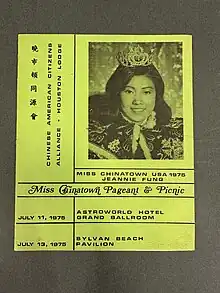 市頓同源會
CHINESE AMERICAN CITIZENS
ALLIANCE • HOUSTON LODGE
MISS CHINATOWN USA 1975
JEANNIE FUNG
Miss Chinatown Pageant & Picnic
JULY 11, 1975
ASTROWORLD HOTEL
GRAND BALLROOM
JULY 13, 1975
SYLVAN BEACH
PAVILION